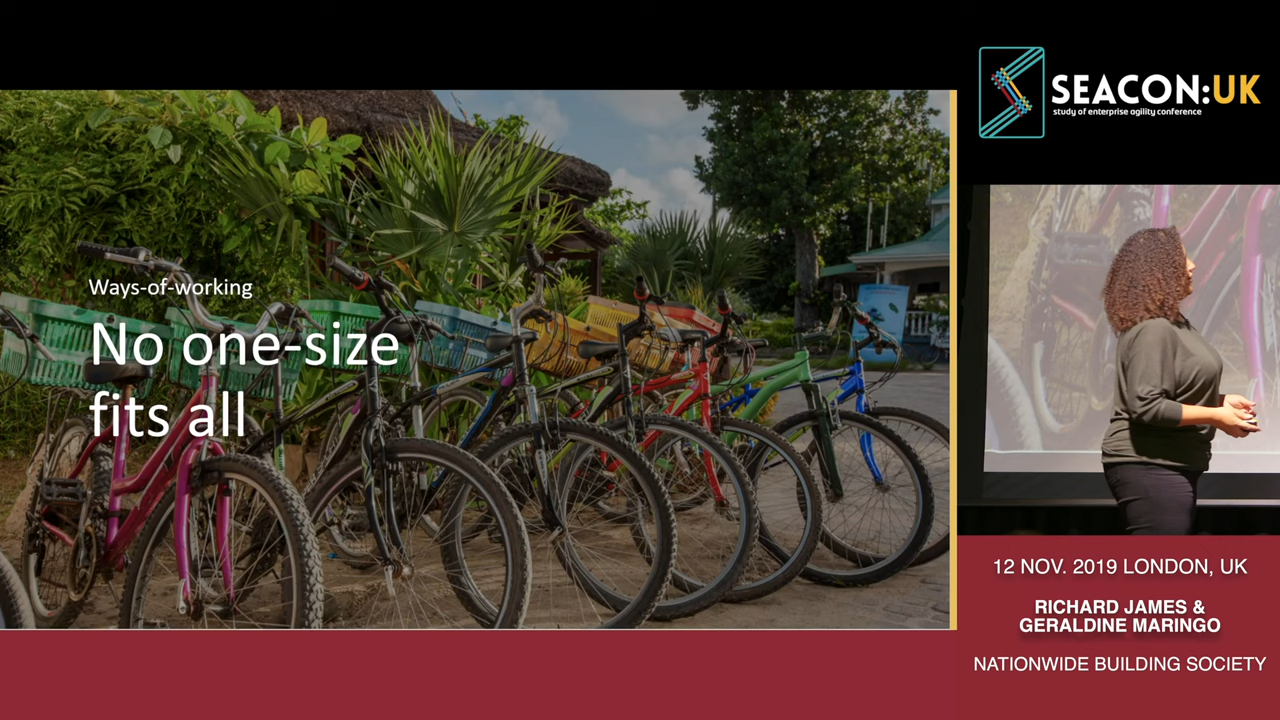 Ways-of-working
No one-size
fits all
SEACON:UK
study of enterprise agility conference
12 NOV. 2019 LONDON, UK
RICHARD JAMES &
GERALDINE MARINGO
NATIONWIDE BUILDING SOCIETY